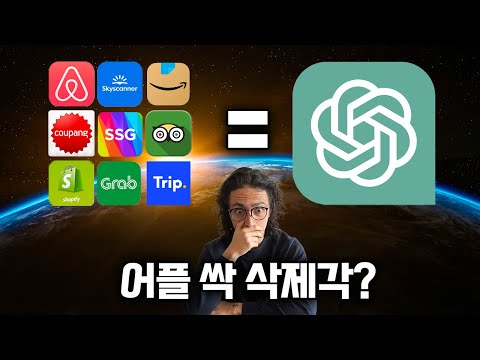 Skyscanner
coupang SSG
shopify Grab Trip.
=
어플 싹 삭제각?